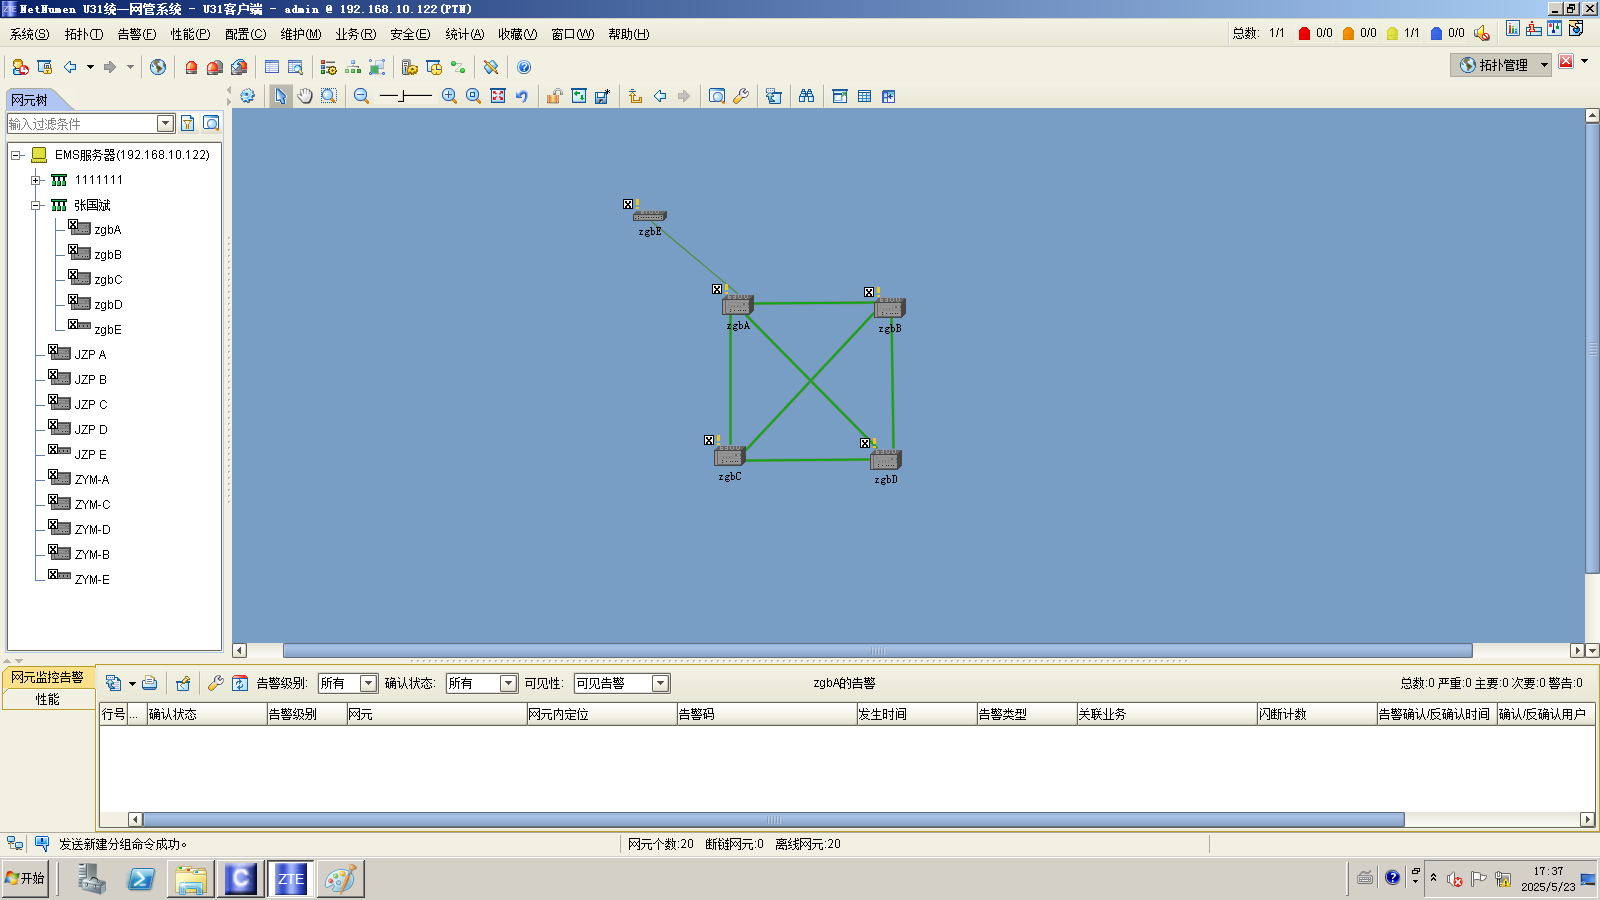 NetNumen U31统一网管系统 - U31客户端 - admin @ 192.168.10.122(PTN)
系统(S) 拓扑(T) 告警(F) 性能(P) 配置(C) 维护(M) 业务(R) 安全(E) 统计(A) 收藏(V) 窗口(W) 帮助(H)
总数: 1/1 0/0 0/0 1/1 0/0
拓扑管理
网元树
输入过滤条件
EMS服务器(192.168.10.122)
1111111
张国斌
zgbA
zgbB
zgbC
zgbD
zgbE
JZP A
JZP B
JZP C
JZP D
JZP E
ZYM-A
ZYM-C
ZYM-D
ZYM-B
ZYM-E
zgbE
zgbA
zgbB
zgbC
zgbD
网元监控告警
性能
告警级别: 所有 确认状态: 所有 可见性: 可见告警
zgbA的告警
总数:0 严重:0 主要:0 次要:0 警告:0
行号 ... 确认状态 告警级别 网元 网元内定位 告警码 发生时间 告警类型 关联业务 闪断计数 告警确认/反确认时间 确认/反确认用户
发送新建分组命令成功。
网元个数:20 断链网元:0 离线网元:20
开始
C
ZTE
17:37
2025/5/23